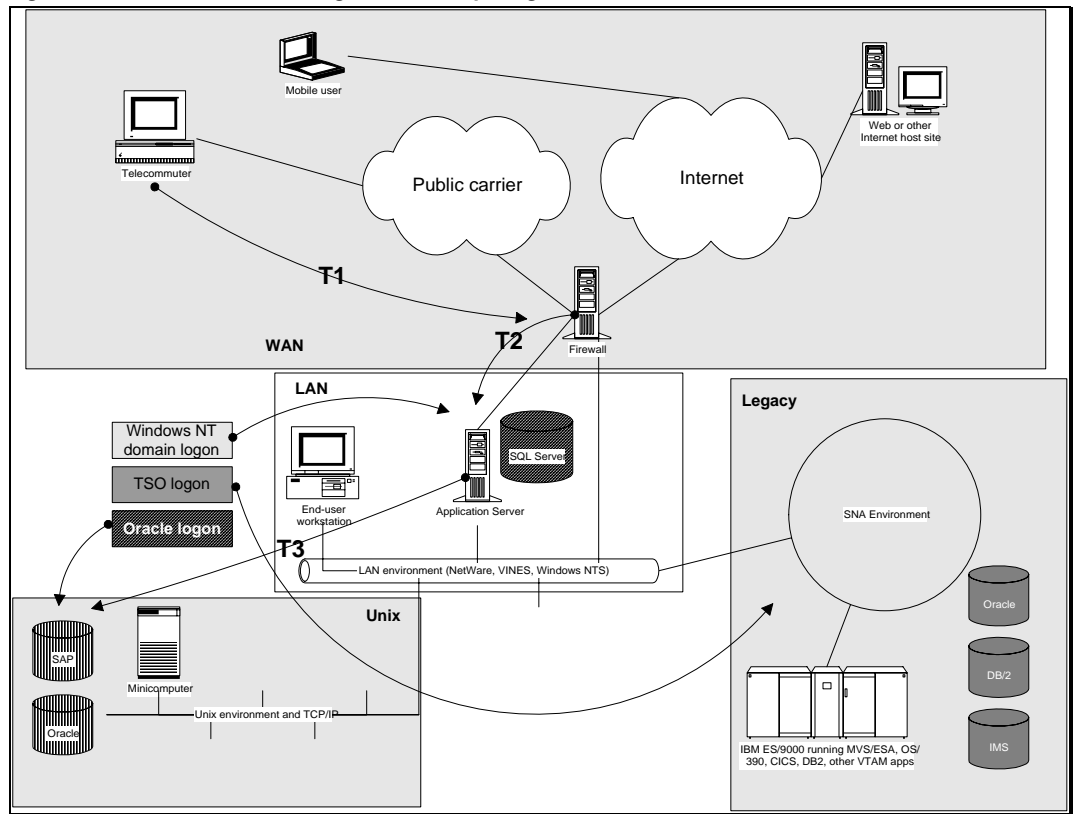 Mobile user
Web or other
Internet host site
Telecommuter
Public carrier
Internet
T1
T2
Firewall
WAN
LAN
Legacy
Windows NT
domain logon
SQL Server
TSO logon
End-user
workstation
Application Server
SNA Environment
Oracle logon
T3
LAN environment (NetWare, VINES, Windows NTS)
Unix
Oracle
SAP
DB/2
Minicomputer
Unix environment and TCP/IP
Oracle
IMS
IBM ES/9000 running MVS/ESA, OS/
390, CICS, DB2, other VTAM apps